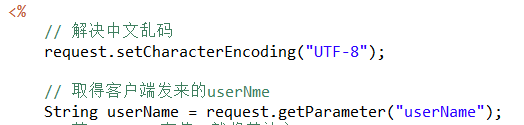 <%
// 解决中文乱码
request.setCharacterEncoding("UTF-8");
// 取得客户端发来的userNme
String userName = request.getParameter("userName");